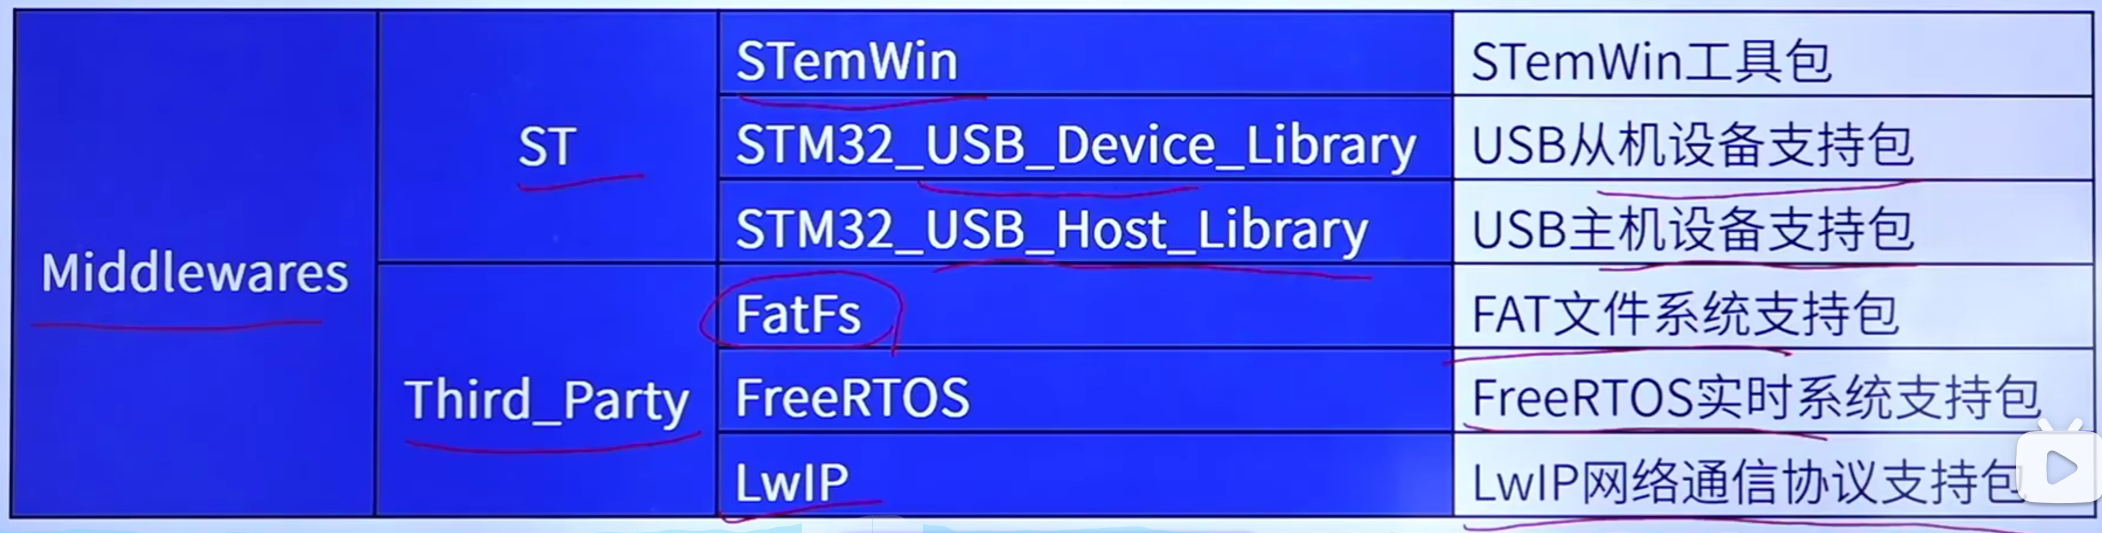 STemWin
STemWin工具包
ST
STM32_USB_Device_Library
USB从机设备支持包
STM32_USB_Host_Library
USB主机设备支持包
Middlewares
FatFs
FAT文件系统支持包
Third_Party
FreeRTOS
FreeRTOS实时系统支持包
LwIP
LwIP网络通信协议支持包